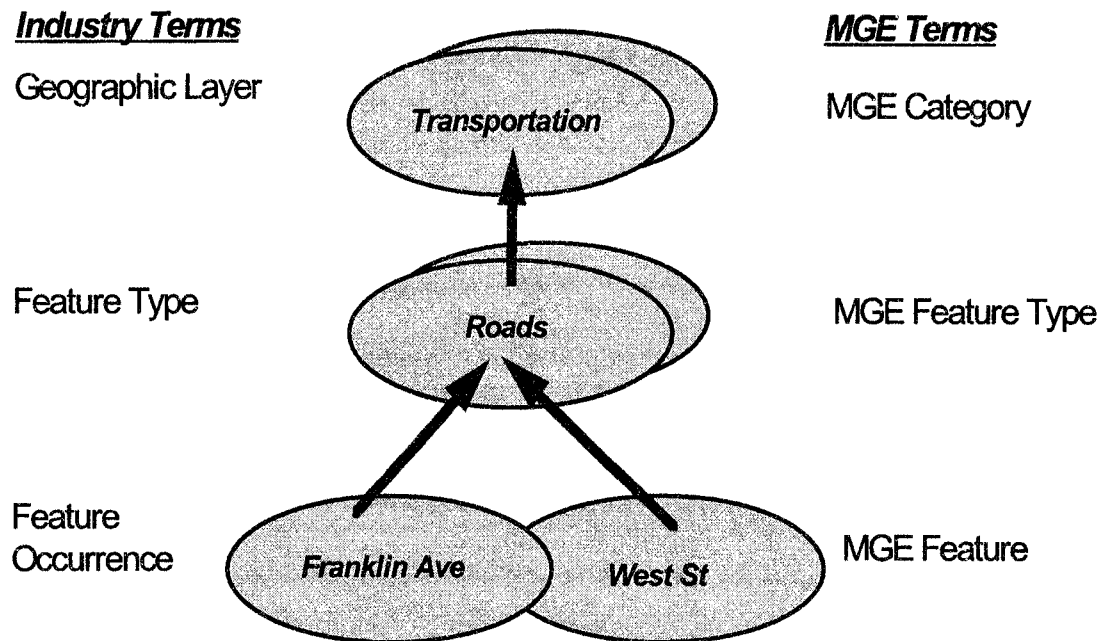 Industry Terms
MGE Terms
Geographic Layer
Transportation
MGE Category
Feature Type
Roads
MGE Feature Type
Feature
Occurrence
Franklin Ave
West St
MGE Feature